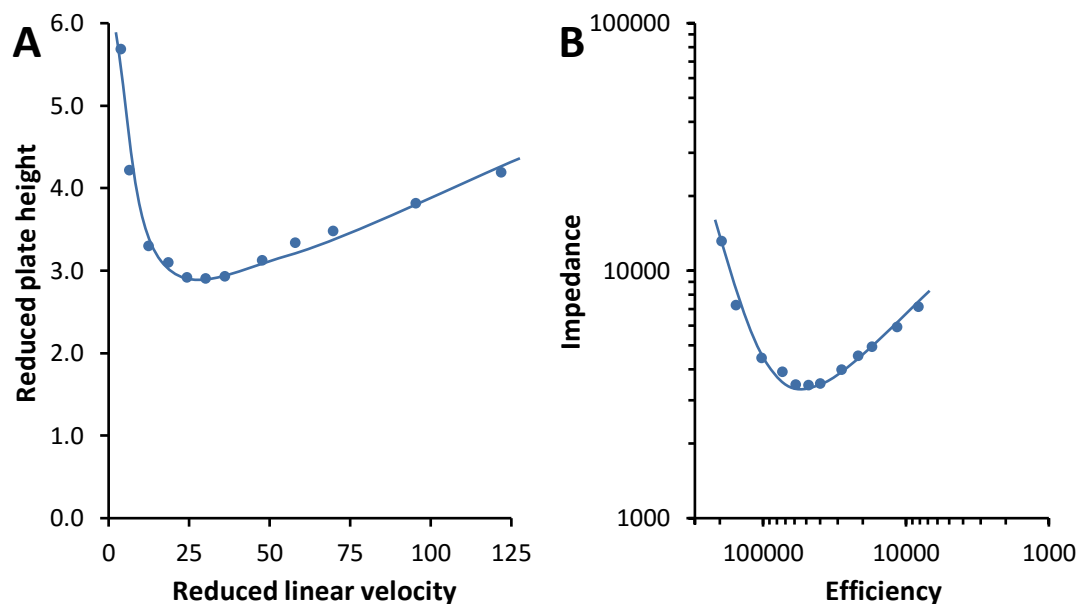 A
Reduced plate height
6.0
5.0
4.0
3.0
2.0
1.0
0.0
0 25 50 75 100 125
Reduced linear velocity
B
Impedance
100000
10000
1000
100000 10000 1000
Efficiency